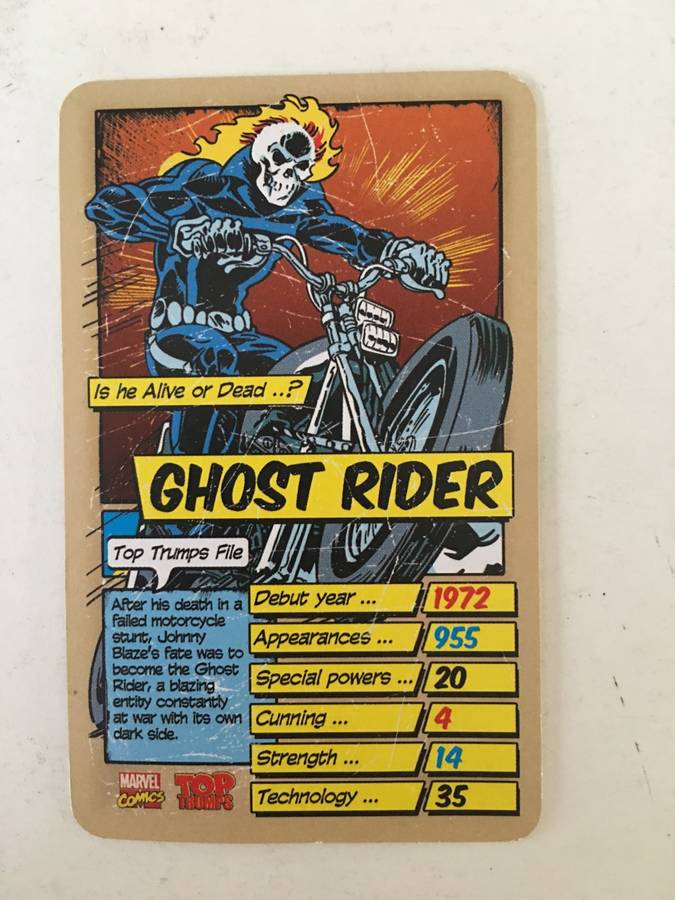 Is he Alive or Dead ...?
GHOST RIDER
Top Trumps File
After his death in a
failed motorcycle
stunt, Johnny
Blaze's fate was to
become the Ghost
Rider, a blazing
entity constantly
at war with its own
dark side.
Debut year ... 1972
Appearances ... 955
Special powers ... 20
Cunning ... 4
Strength ... 14
Technology ... 35
MARVEL
COMICS
TOP
TRUMPS